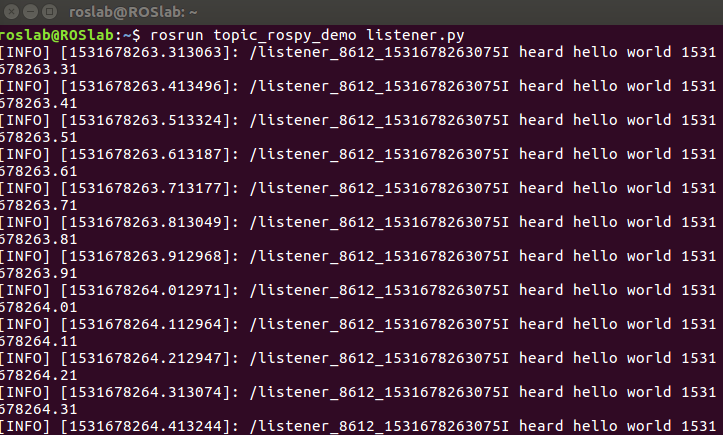 roslab@ROSlab: ~
roslab@ROSlab:~$ rosrun topic_rospy_demo listener.py
[INFO] [1531678263.313063]: /listener_8612_1531678263075I heard hello world 1531
678263.31
[INFO] [1531678263.413496]: /listener_8612_1531678263075I heard hello world 1531
678263.41
[INFO] [1531678263.513324]: /listener_8612_1531678263075I heard hello world 1531
678263.51
[INFO] [1531678263.613187]: /listener_8612_1531678263075I heard hello world 1531
678263.61
[INFO] [1531678263.713177]: /listener_8612_1531678263075I heard hello world 1531
678263.71
[INFO] [1531678263.813049]: /listener_8612_1531678263075I heard hello world 1531
678263.81
[INFO] [1531678263.912968]: /listener_8612_1531678263075I heard hello world 1531
678263.91
[INFO] [1531678264.012971]: /listener_8612_1531678263075I heard hello world 1531
678264.01
[INFO] [1531678264.112964]: /listener_8612_1531678263075I heard hello world 1531
678264.11
[INFO] [1531678264.212947]: /listener_8612_1531678263075I heard hello world 1531
678264.21
[INFO] [1531678264.313074]: /listener_8612_1531678263075I heard hello world 1531
678264.31
[INFO] [1531678264.413244]: /listener_8612_1531678263075I heard hello world 1531